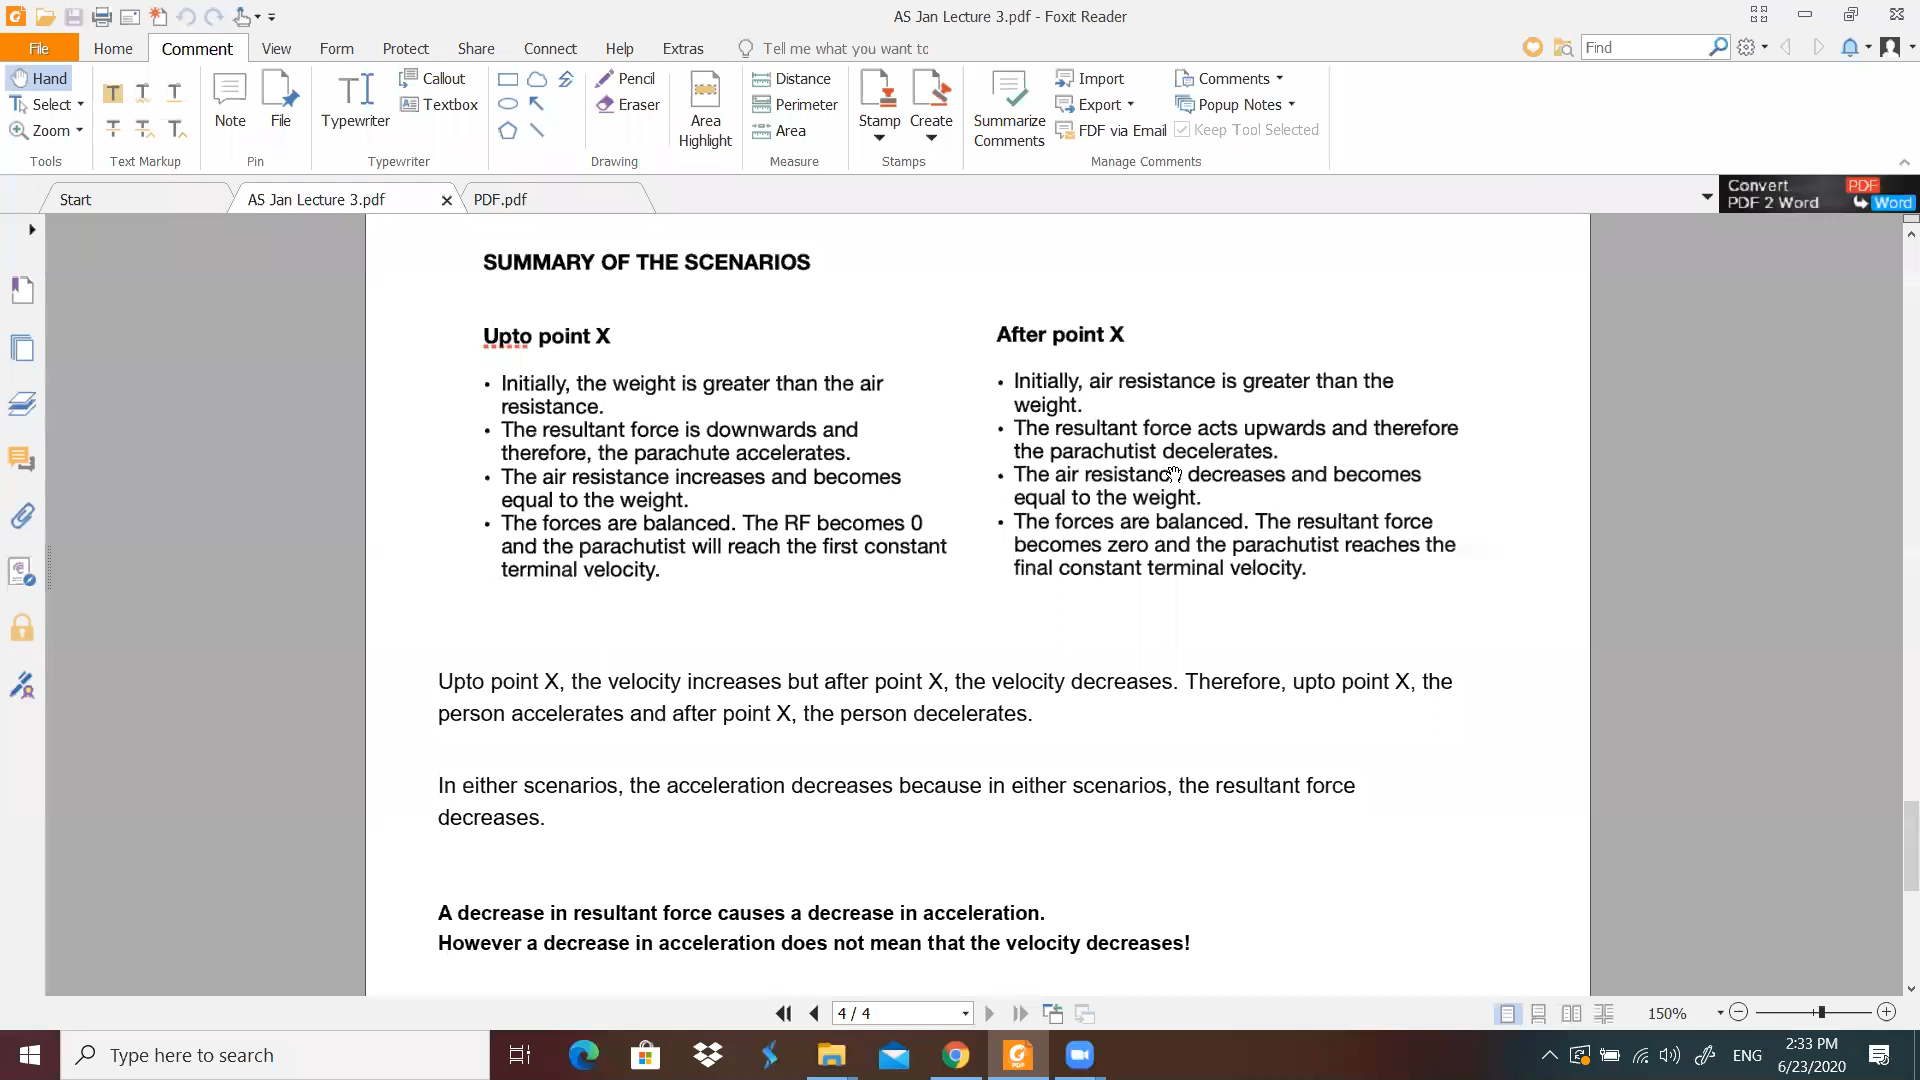 AS Jan Lecture 3.pdf - Foxit Reader
File
Home
Comment
View
Form
Protect
Share
Connect
Help
Extras
Tell me what you want to
Find
Hand
Select
Zoom
Tools
Text Markup
Note
File
Pin
Typewriter
Callout
Textbox
Typewriter
Pencil
Eraser
Drawing
Area
Highlight
Distance
Perimeter
Area
Measure
Stamp
Create
Stamps
Summarize
Comments
Import
Export
FDF via Email
Comments
Popup Notes
Keep Tool Selected
Manage Comments
Start
AS Jan Lecture 3.pdf
PDF.pdf
Convert PDF
PDF 2 Word Word
SUMMARY OF THE SCENARIOS
Upto point X
• Initially, the weight is greater than the air
resistance.
• The resultant force is downwards and
therefore, the parachute accelerates.
• The air resistance increases and becomes
equal to the weight.
• The forces are balanced. The RF becomes 0
and the parachutist will reach the first constant
terminal velocity.
After point X
• Initially, air resistance is greater than the
weight.
• The resultant force acts upwards and therefore
the parachutist decelerates.
• The air resistance decreases and becomes
equal to the weight.
• The forces are balanced. The resultant force
becomes zero and the parachutist reaches the
final constant terminal velocity.
Upto point X, the velocity increases but after point X, the velocity decreases. Therefore, upto point X, the
person accelerates and after point X, the person decelerates.
In either scenarios, the acceleration decreases because in either scenarios, the resultant force
decreases.
A decrease in resultant force causes a decrease in acceleration.
However a decrease in acceleration does not mean that the velocity decreases!
4 / 4
150%
Type here to search
ENG
2:33 PM
6/23/2020